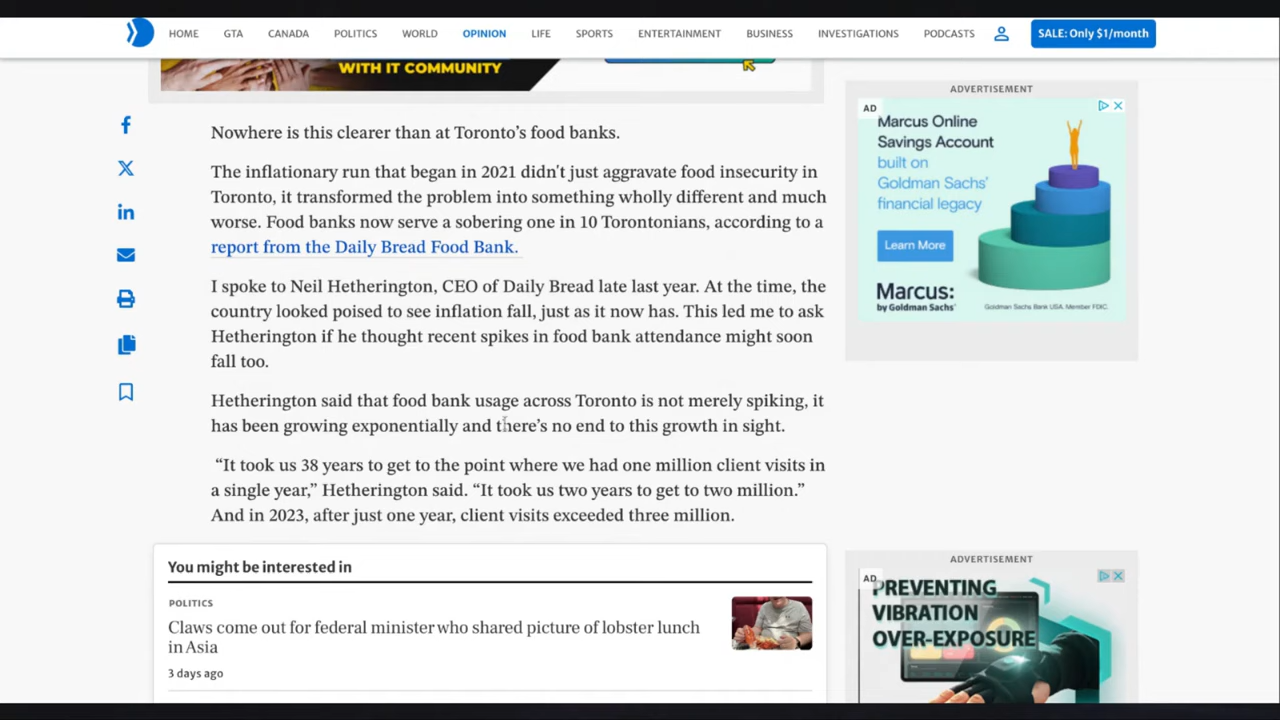 HOME GTA CANADA POLITICS WORLD OPINION LIFE SPORTS ENTERTAINMENT BUSINESS INVESTIGATIONS PODCASTS SALE: Only $1/month
WITH IT COMMUNITY
Nowhere is this clearer than at Toronto’s food banks.
The inflationary run that began in 2021 didn’t just aggravate food insecurity in
Toronto, it transformed the problem into something wholly different and much
worse. Food banks now serve a sobering one in 10 Torontonians, according to a
report from the Daily Bread Food Bank.
I spoke to Neil Hetherington, CEO of Daily Bread late last year. At the time, the
country looked poised to see inflation fall, just as it now has. This led me to ask
Hetherington if he thought recent spikes in food bank attendance might soon
fall too.
Hetherington said that food bank usage across Toronto is not merely spiking, it
has been growing exponentially and there’s no end to this growth in sight.
“It took us 38 years to get to the point where we had one million client visits in
a single year,” Hetherington said. “It took us two years to get to two million.”
And in 2023, after just one year, client visits exceeded three million.
You might be interested in
POLITICS
Claws come out for federal minister who shared picture of lobster lunch
in Asia
3 days ago
ADVERTISEMENT
AD
Marcus Online
Savings Account
built on
Goldman Sachs’
financial legacy
Learn More
Marcus:
by Goldman Sachs
Goldman Sachs Bank USA. Member FDIC.
ADVERTISEMENT
AD
PREVENTING
VIBRATION
OVER-EXPOSURE